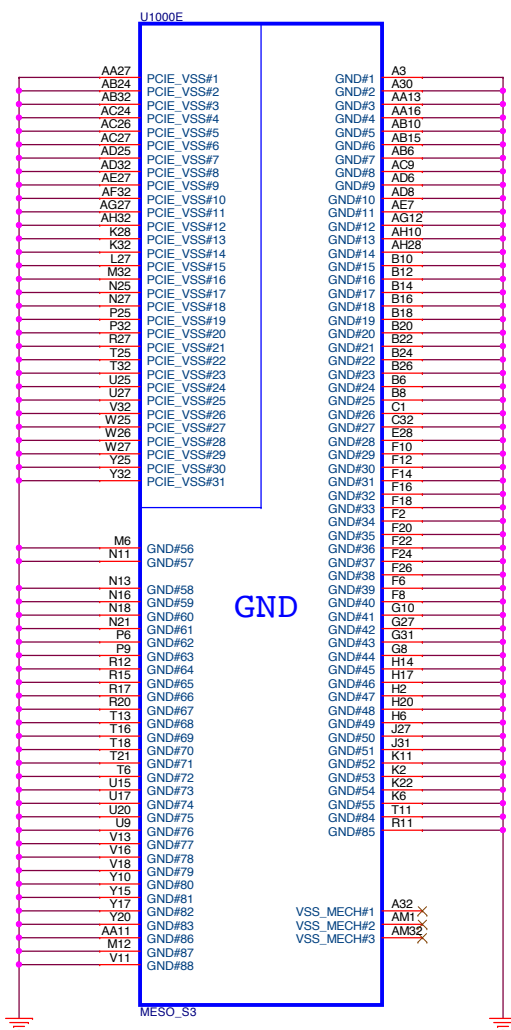 U1000E
AA27 PCIE_VSS#1
AB24 PCIE_VSS#2
AB32 PCIE_VSS#3
AC24 PCIE_VSS#4
AC26 PCIE_VSS#5
AC27 PCIE_VSS#6
AD25 PCIE_VSS#7
AD32 PCIE_VSS#8
AE27 PCIE_VSS#9
AF32 PCIE_VSS#10
AG27 PCIE_VSS#11
AH32 PCIE_VSS#12
K28 PCIE_VSS#13
K32 PCIE_VSS#14
L27 PCIE_VSS#15
M32 PCIE_VSS#16
N25 PCIE_VSS#17
N27 PCIE_VSS#18
P25 PCIE_VSS#19
P32 PCIE_VSS#20
R27 PCIE_VSS#21
T25 PCIE_VSS#22
T32 PCIE_VSS#23
U25 PCIE_VSS#24
U27 PCIE_VSS#25
V32 PCIE_VSS#26
W25 PCIE_VSS#27
W26 PCIE_VSS#28
W27 PCIE_VSS#29
Y25 PCIE_VSS#30
Y32 PCIE_VSS#31
M6 GND#56
N11 GND#57
N13 GND#58
N16 GND#59
N18 GND#60
N21 GND#61
P6 GND#62
P9 GND#63
R12 GND#64
R15 GND#65
R17 GND#66
R20 GND#67
T13 GND#68
T16 GND#69
T18 GND#70
T21 GND#71
T6 GND#72
U15 GND#73
U17 GND#74
U20 GND#75
U9 GND#76
V13 GND#77
V16 GND#78
V18 GND#79
Y10 GND#80
Y15 GND#81
Y17 GND#82
Y20 GND#83
AA11 GND#86
M12 GND#87
V11 GND#88
GND
GND#1 A3
GND#2 A30
GND#3 AA13
GND#4 AA16
GND#5 AB10
GND#6 AB15
GND#7 AB6
GND#8 AC9
GND#9 AD6
GND#10 AD8
GND#11 AE7
GND#12 AG12
GND#13 AH10
GND#14 AH28
GND#15 B10
GND#16 B12
GND#17 B14
GND#18 B16
GND#19 B18
GND#20 B20
GND#21 B22
GND#22 B24
GND#23 B26
GND#24 B6
GND#25 B8
GND#26 C1
GND#27 C32
GND#28 E28
GND#29 F10
GND#30 F12
GND#31 F14
GND#32 F16
GND#33 F18
GND#34 F2
GND#35 F20
GND#36 F22
GND#37 F24
GND#38 F26
GND#39 F6
GND#40 F8
GND#41 G10
GND#42 G27
GND#43 G31
GND#44 G8
GND#45 H14
GND#46 H17
GND#47 H2
GND#48 H20
GND#49 H6
GND#50 J27
GND#51 J31
GND#52 K11
GND#53 K2
GND#54 K22
GND#55 K6
GND#84 T11
GND#85 R11
VSS_MECH#1 A32
VSS_MECH#2 AM1
VSS_MECH#3 AM32
MESO_S3